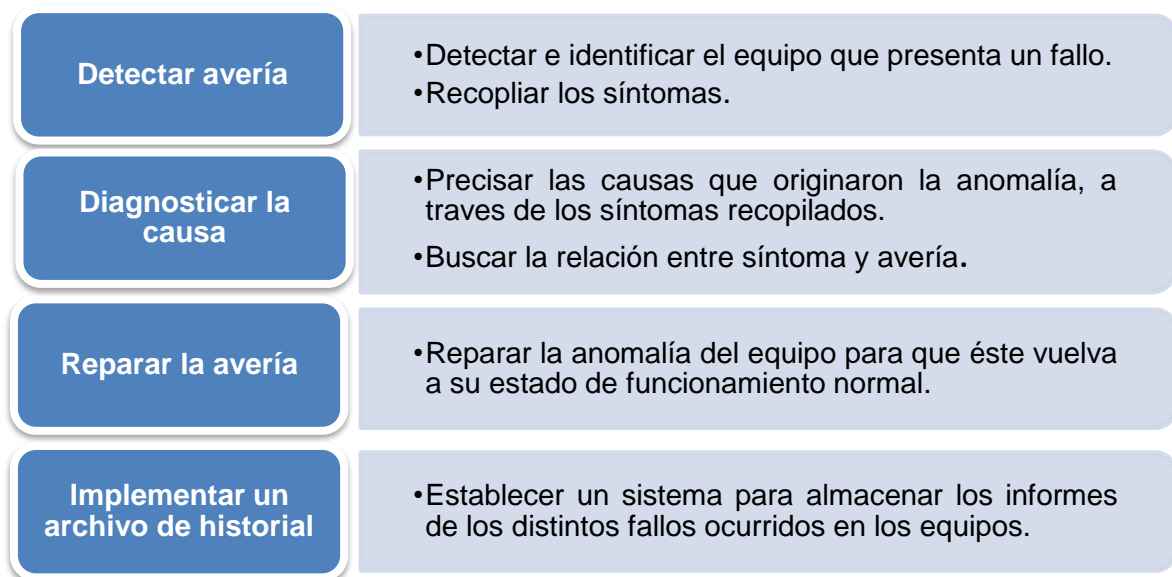 Detectar avería
•Detectar e identificar el equipo que presenta un fallo.
•Recopliar los síntomas.
Diagnosticar la
causa
•Precisar las causas que originaron la anomalía, a
traves de los síntomas recopilados.
•Buscar la relación entre síntoma y avería.
Reparar la avería
•Reparar la anomalía del equipo para que éste vuelva
a su estado de funcionamiento normal.
Implementar un
archivo de historial
•Establecer un sistema para almacenar los informes
de los distintos fallos ocurridos en los equipos.